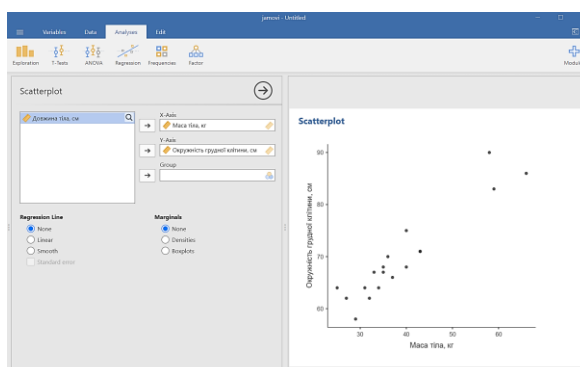 jamovi - Untitled
Variables Data Analyses Edit
Exploration T-Tests ANOVA Regression Frequencies Factor
Modul
Scatterplot
Довжина тіла, см
X-Axis
Маса тіла, кг
Y-Axis
Окружність грудної клітини, см
Group
Regression Line
None
Linear
Smooth
Standard error
Marginals
None
Densities
Boxplots
Scatterplot
Окружність грудної клітини, см
90
80
70
60
30 40 50 60
Маса тіла, кг